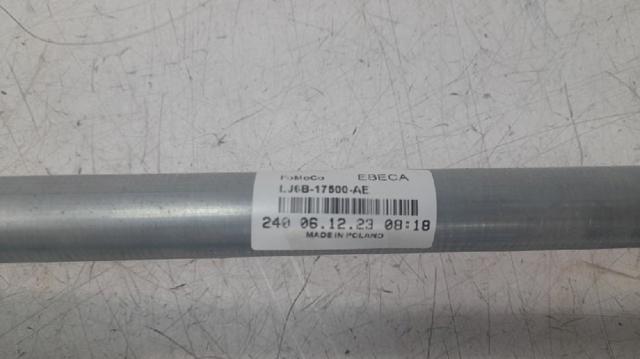 FoMoCo EBECA
LJ6B-17500-AE
240 06.12.23 08:18
MADE IN POLAND